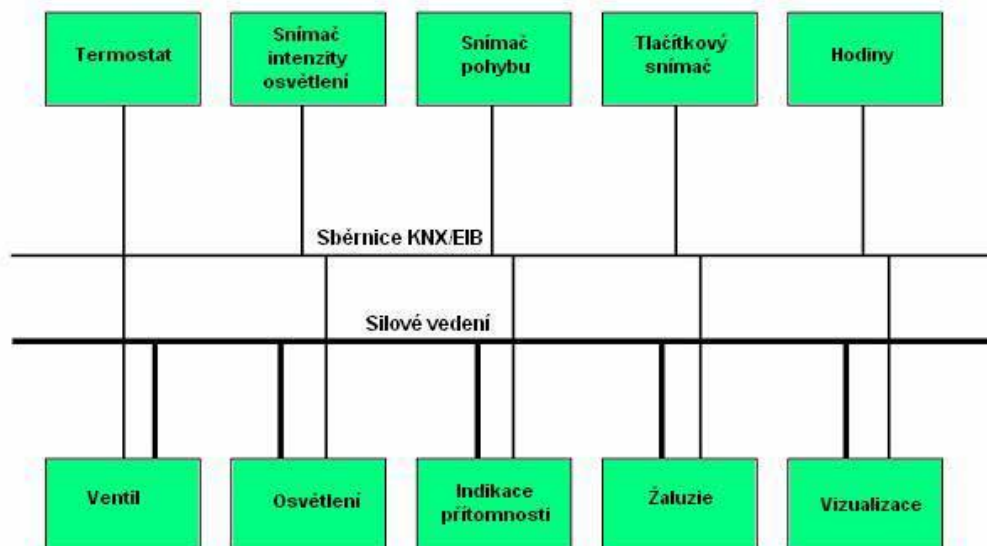 Termostat
Snímač
intenzity
osvětlení
Snímač
pohybu
Tlačítkový
snímač
Hodiny
Sběrnice KNX/EIB
Silové vedení
Ventil
Osvětlení
Indikace
přítomnosti
Žaluzie
Vizualizace